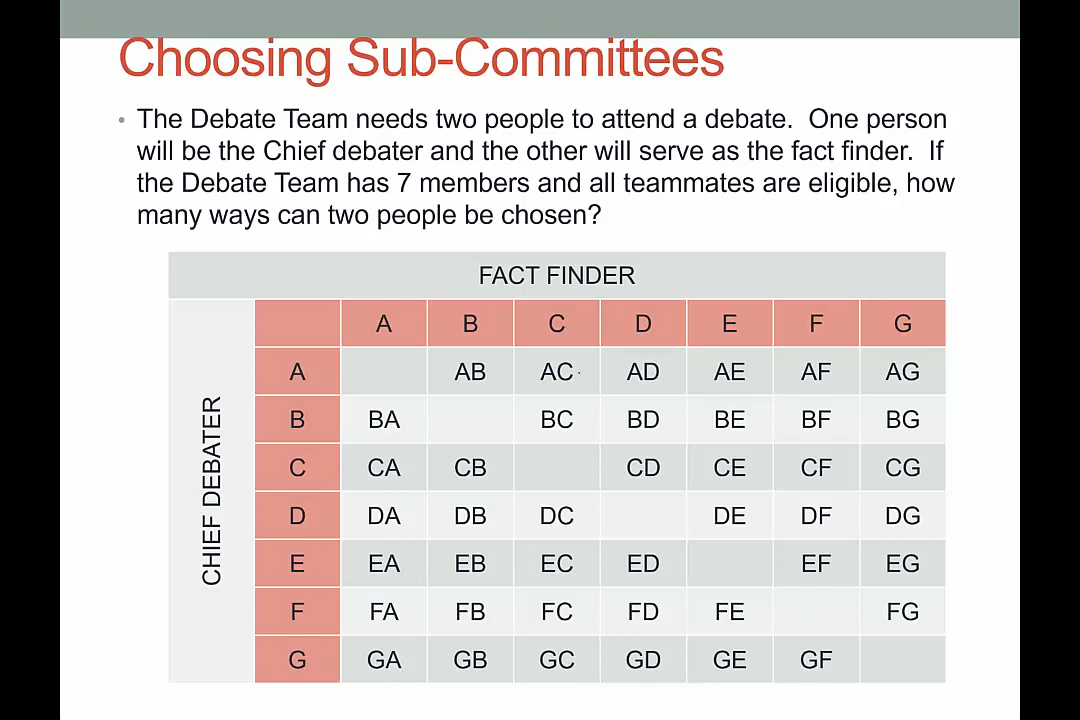 Choosing Sub-Committees
• The Debate Team needs two people to attend a debate.  One person
will be the Chief debater and the other will serve as the fact finder.  If
the Debate Team has 7 members and all teammates are eligible, how
many ways can two people be chosen?
FACT FINDER
A B C D E F G
CHIEF DEBATER
A AB AC AD AE AF AG
B BA BC BD BE BF BG
C CA CB CD CE CF CG
D DA DB DC DE DF DG
E EA EB EC ED EF EG
F FA FB FC FD FE FG
G GA GB GC GD GE GF